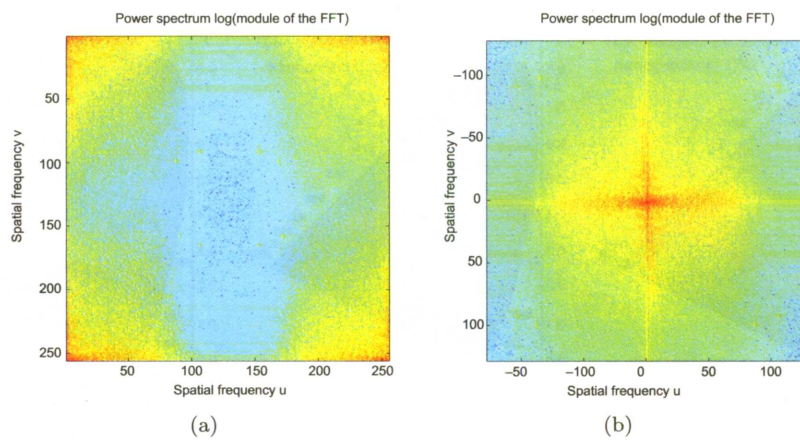 Power spectrum log(module of the FFT)
Spatial frequency v
50
100
150
200
250
50
100
150
200
250
Spatial frequency u
(a)
Power spectrum log(module of the FFT)
Spatial frequency v
–100
–50
0
50
100
–50
0
50
100
Spatial frequency u
(b)